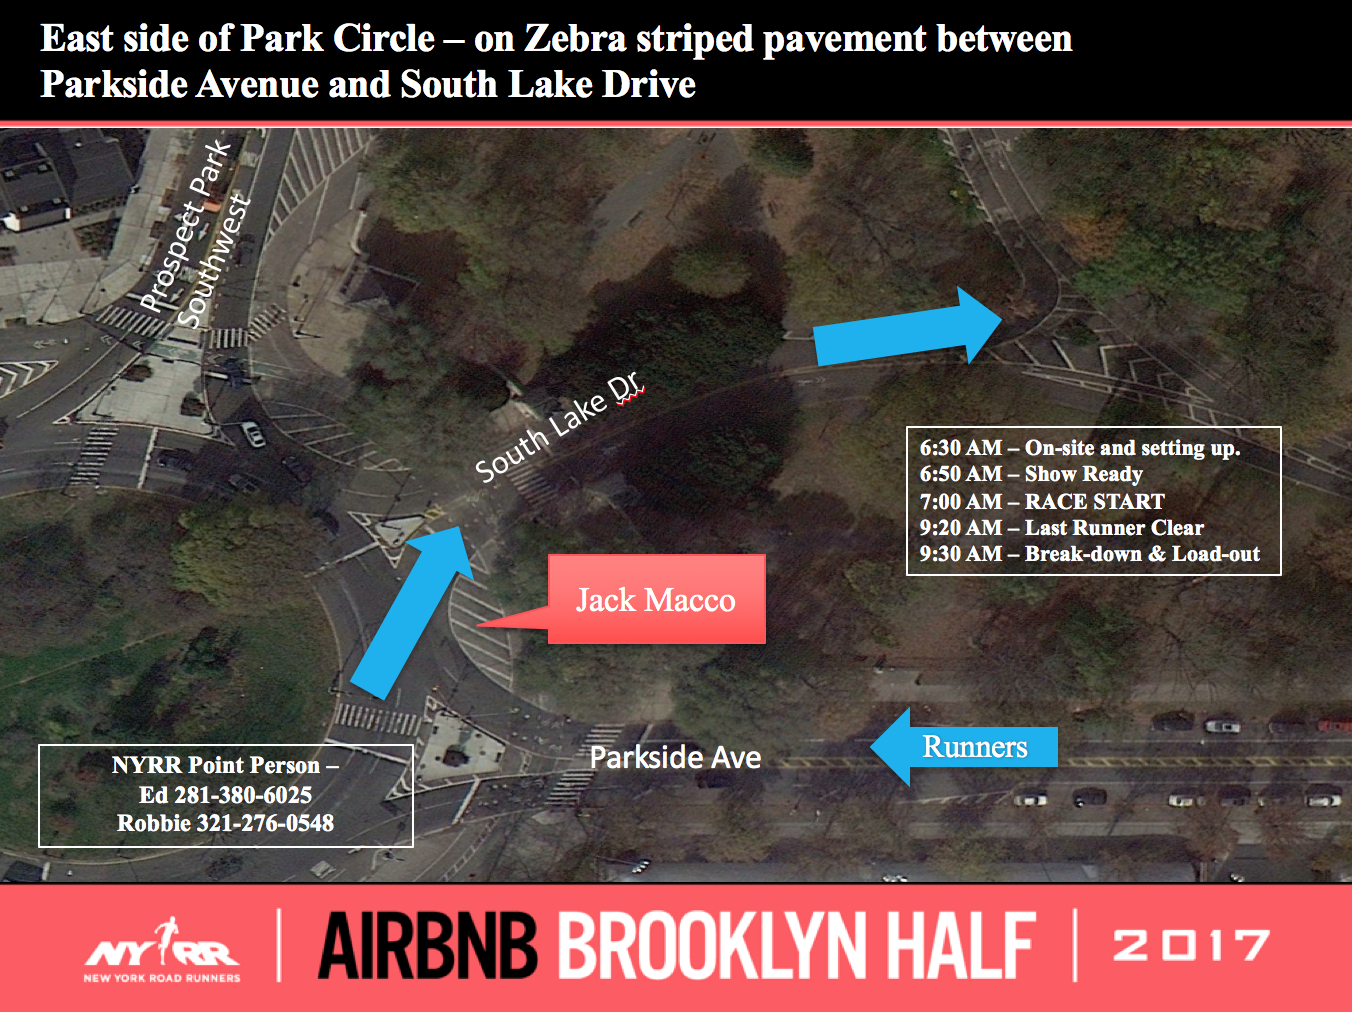 East side of Park Circle – on Zebra striped pavement between
Parkside Avenue and South Lake Drive
Prospect Park
Southwest
South Lake Dr
6:30 AM – On-site and setting up.
6:50 AM – Show Ready
7:00 AM – RACE START
9:20 AM – Last Runner Clear
9:30 AM – Break-down & Load-out
Jack Macco
Runners
Parkside Ave
NYRR Point Person –
Ed 281-380-6025
Robbie 321-276-0548
NYRR
NEW YORK ROAD RUNNERS
AIRBNB BROOKLYN HALF
2017